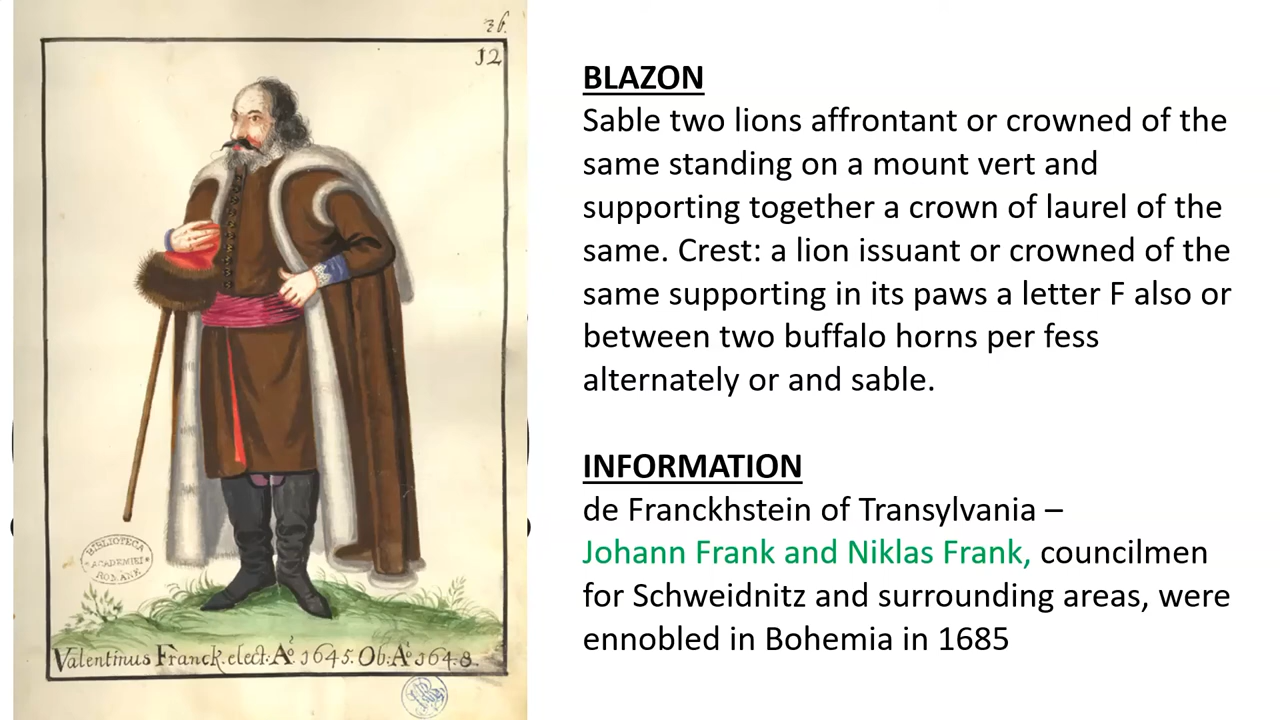 26.
12
BIBLIOTECA
ACADEMIEI
ROMÂNE
Valentinus Franck. elect: Aº. 1645. Ob: Aº 1648.
BLAZON
Sable two lions affrontant or crowned of the
same standing on a mount vert and
supporting together a crown of laurel of the
same. Crest: a lion issuant or crowned of the
same supporting in its paws a letter F also or
between two buffalo horns per fess
alternately or and sable.
INFORMATION
de Franckhstein of Transylvania –
Johann Frank and Niklas Frank, councilmen
for Schweidnitz and surrounding areas, were
ennobled in Bohemia in 1685